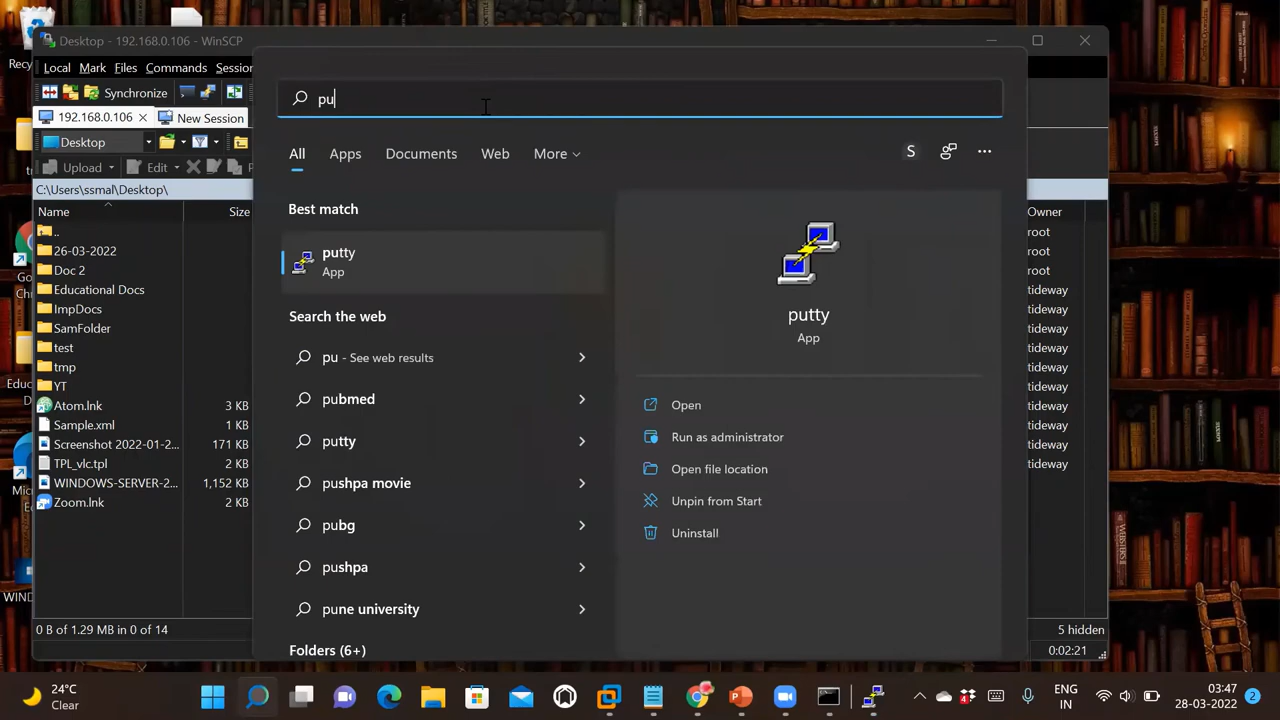 Recy
Desktop - 192.168.0.106 - WinSCP
Local Mark Files Commands Session
Synchronize
192.168.0.106
New Session
Desktop
Upload
Edit
C:\Users\ssmal\Desktop\
Name Size
..
26-03-2022
Doc 2
Educational Docs
ImpDocs
SamFolder
test
tmp
YT
Atom.lnk 3 KB
Sample.xml 1 KB
Screenshot 2022-01-2... 171 KB
TPL_vlc.tpl 2 KB
WINDOWS-SERVER-2... 1,152 KB
Zoom.lnk 2 KB
0 B of 1.29 MB in 0 of 14
pu
All Apps Documents Web More
S
Best match
putty
App
Search the web
pu - See web results
pubmed
putty
pushpa movie
pubg
pushpa
pune university
Folders (6+)
putty
App
Open
Run as administrator
Open file location
Unpin from Start
Uninstall
Owner
root
root
root
tideway
tideway
tideway
tideway
tideway
tideway
tideway
tideway
tideway
tideway
5 hidden
0:02:21
24°C
Clear
ENG
IN
03:47
28-03-2022
2